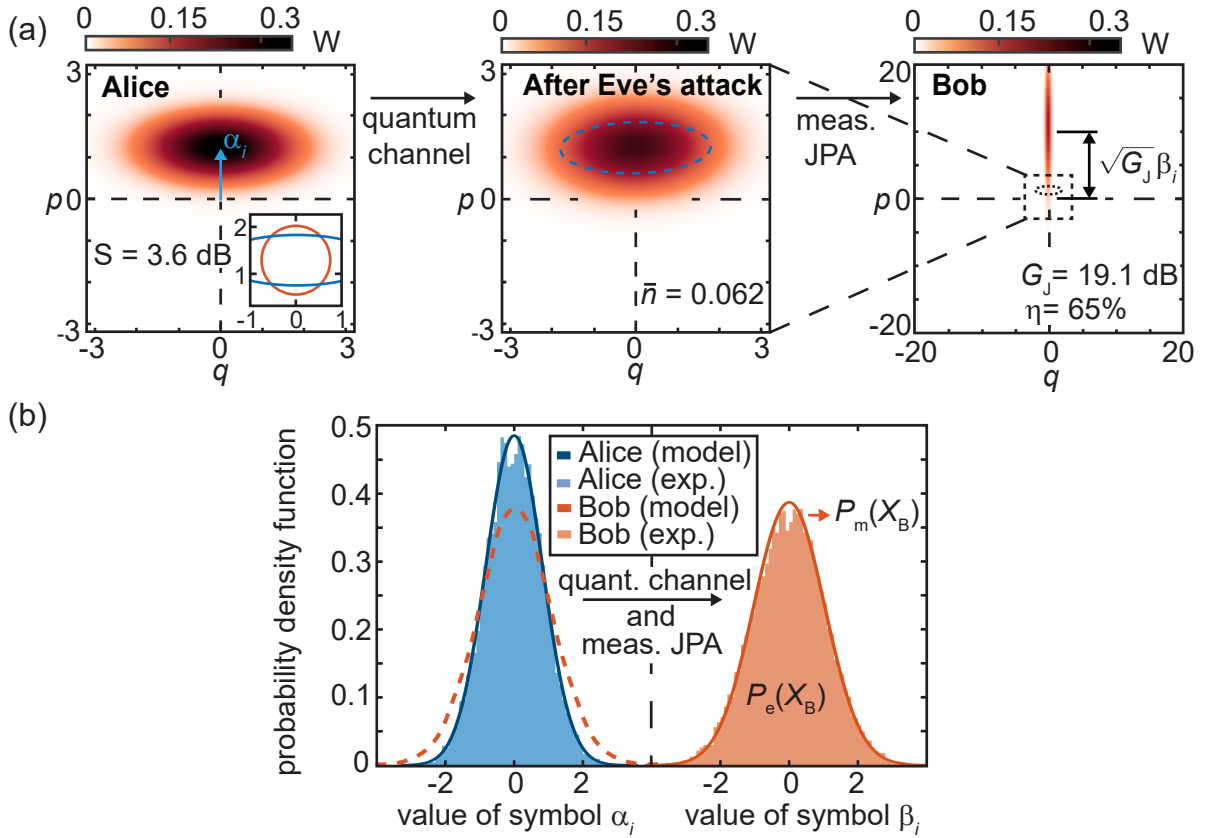 (a)
0 0.15 0.3 W
0 0.15 0.3 W
0 0.15 0.3 W
3
Alice
αi
p 0
S = 3.6 dB
2
1
-1 0 1
-3
-3 0 3
q
quantum
channel
3
After Eve's attack
p 0
n̄ = 0.062
-3
-3 0 3
q
meas.
JPA
20
Bob
√GJ βi
p 0
GJ = 19.1 dB
η = 65%
-20
-20 0 20
q
(b)
probability density function
0.5
0.4
0.3
0.2
0.1
0
Alice (model)
Alice (exp.)
Bob (model)
Bob (exp.)
quant. channel
and
meas. JPA
Pm(XB)
Pe(XB)
-2 0 2
-2 0 2
value of symbol αi
value of symbol βi